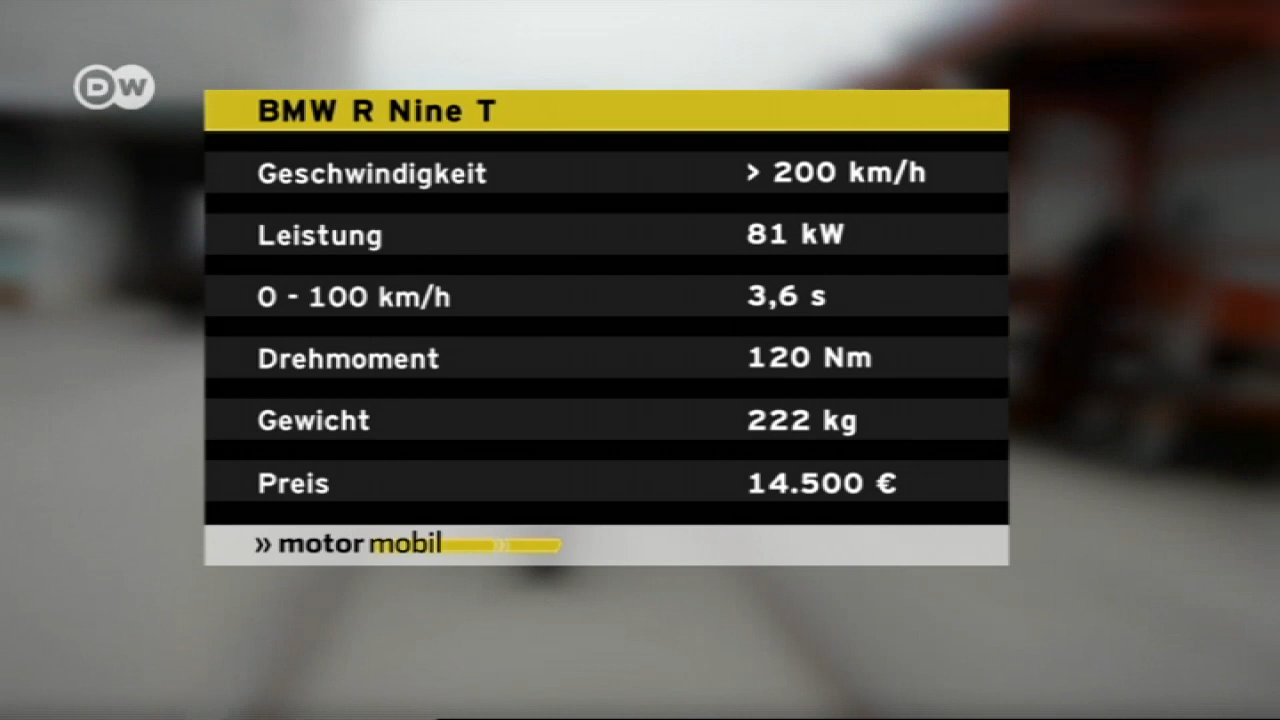 DW
BMW R Nine T
Geschwindigkeit > 200 km/h
Leistung 81 kW
0 - 100 km/h 3,6 s
Drehmoment 120 Nm
Gewicht 222 kg
Preis 14.500 €
» motor mobil